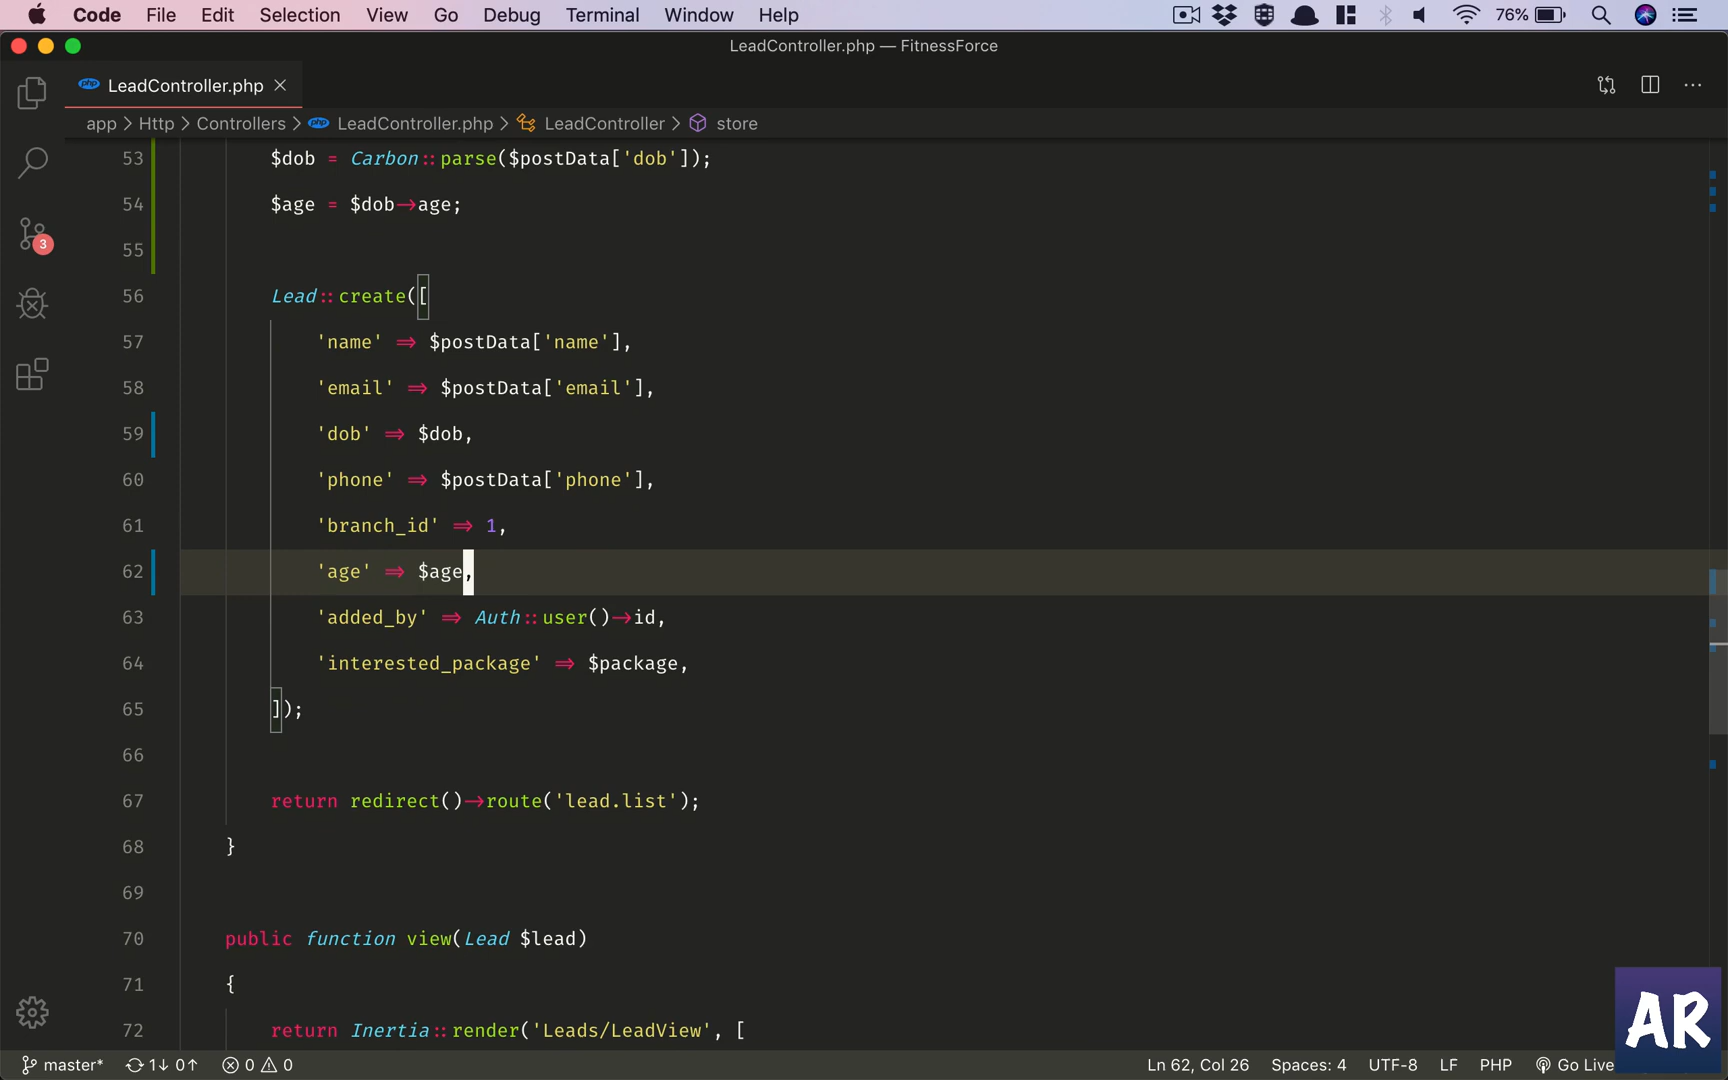 Code File Edit Selection View Go Debug Terminal Window Help 76%
LeadController.php — FitnessForce
php LeadController.php
app > Http > Controllers > php LeadController.php > LeadController > store
53 $dob = Carbon::parse($postData['dob']);
54 $age = $dob->age;
55
56 Lead::create([
57 'name' => $postData['name'],
58 'email' => $postData['email'],
59 'dob' => $dob,
60 'phone' => $postData['phone'],
61 'branch_id' => 1,
62 'age' => $age,
63 'added_by' => Auth::user()->id,
64 'interested_package' => $package,
65 ]);
66
67 return redirect()->route('lead.list');
68 }
69
70 public function view(Lead $lead)
71 {
72 return Inertia::render('Leads/LeadView', [
3
AR
master* 1↓ 0↑ 0 0 Ln 62, Col 26 Spaces: 4 UTF-8 LF PHP Go Live